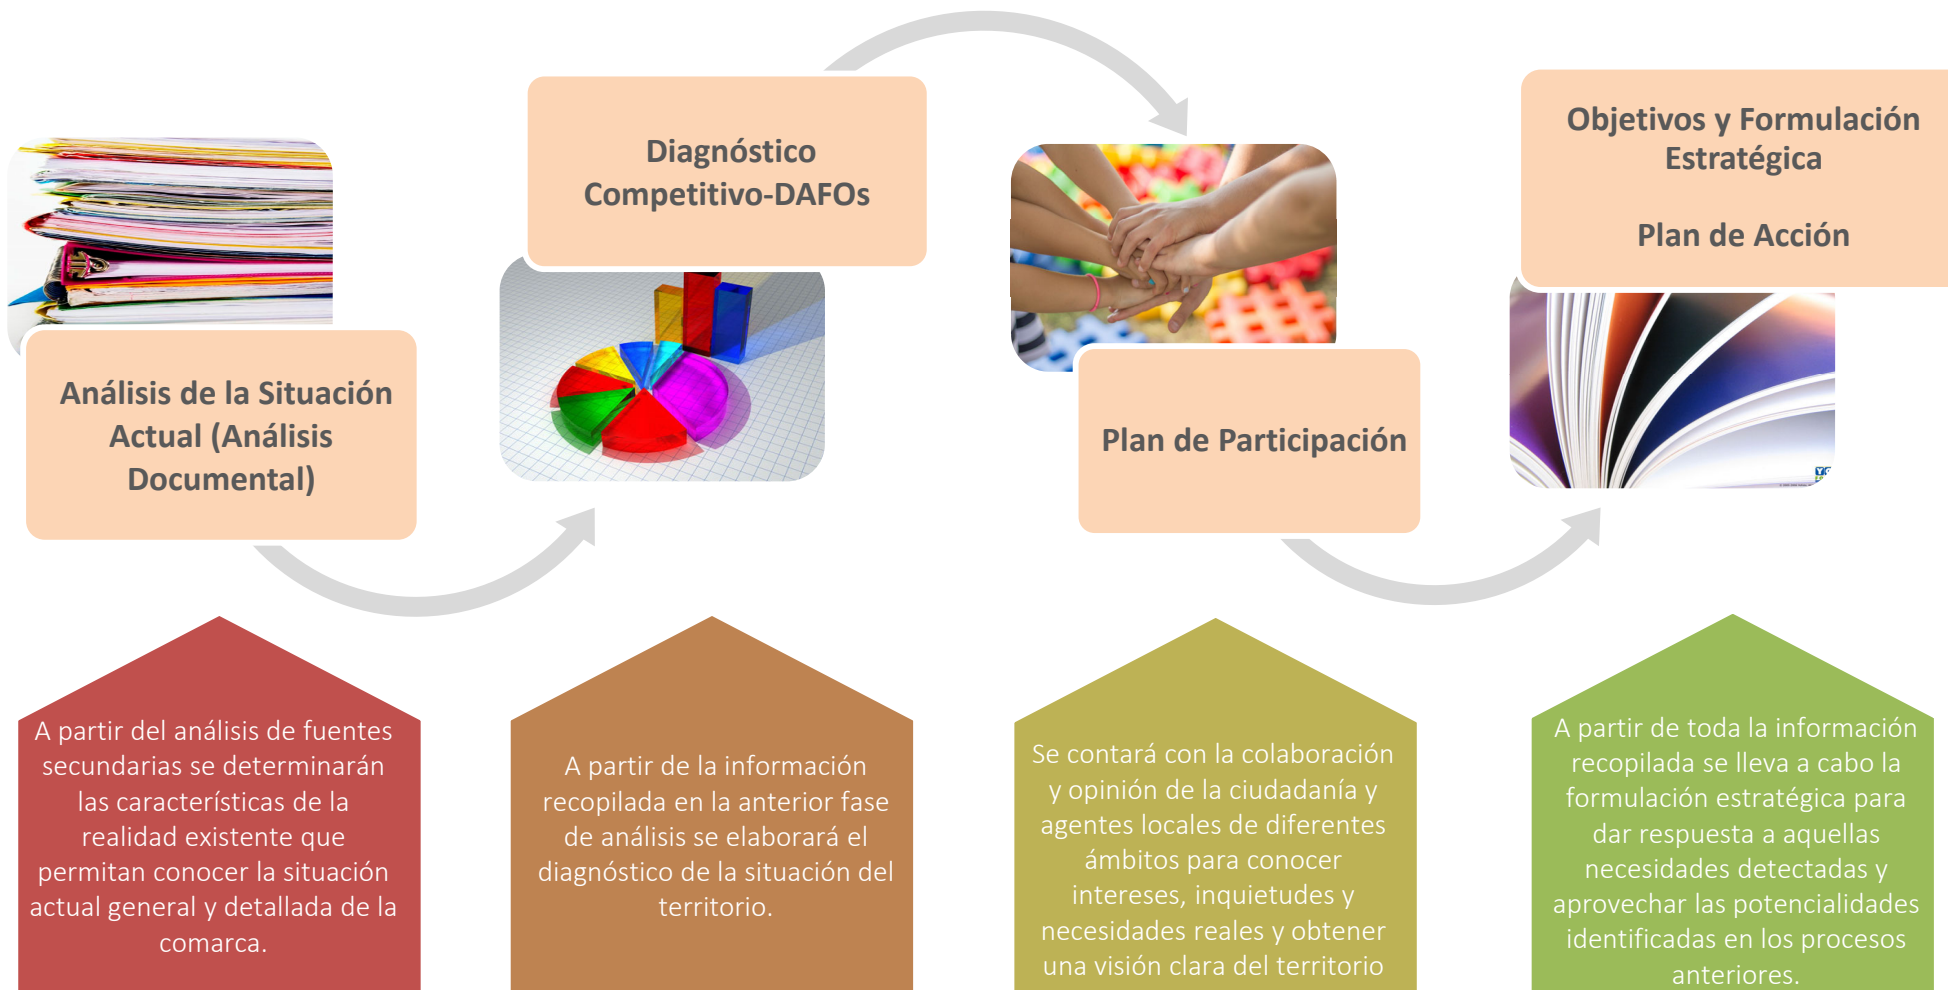 Análisis de la Situación
Actual (Análisis
Documental)
Diagnóstico
Competitivo-DAFOs
Plan de Participación
Objetivos y Formulación
Estratégica
Plan de Acción
A partir del análisis de fuentes
secundarias se determinarán
las características de la
realidad existente que
permitan conocer la situación
actual general y detallada de la
comarca.
A partir de la información
recopilada en la anterior fase
de análisis se elaborará el
diagnóstico de la situación del
territorio.
Se contará con la colaboración
y opinión de la ciudadanía y
agentes locales de diferentes
ámbitos para conocer
intereses, inquietudes y
necesidades reales y obtener
una visión clara del territorio
A partir de toda la información
recopilada se lleva a cabo la
formulación estratégica para
dar respuesta a aquellas
necesidades detectadas y
aprovechar las potencialidades
identificadas en los procesos
anteriores.